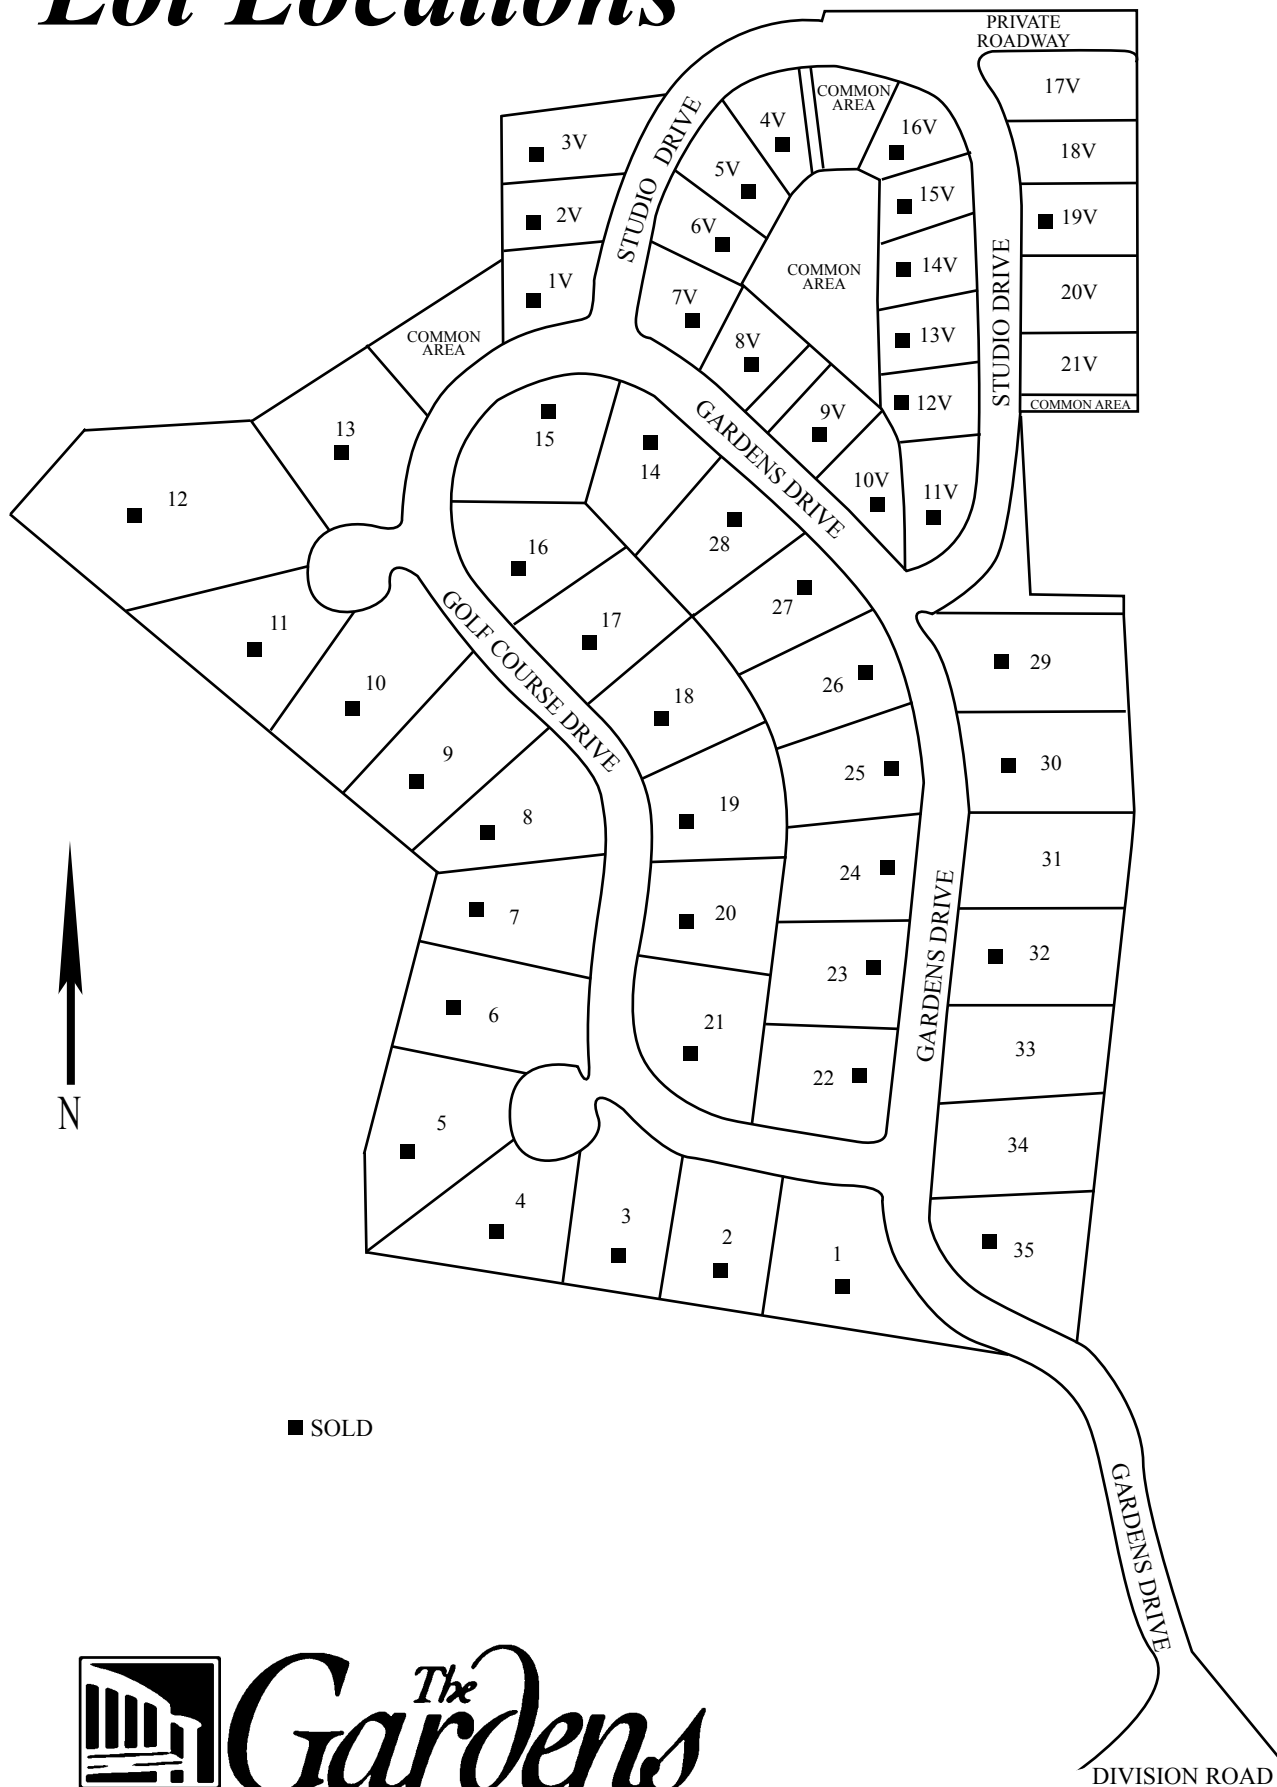 Lot Locations
PRIVATE
ROADWAY
17V
COMMON
AREA
4V
16V
3V
18V
5V
15V
2V
19V
6V
STUDIO DRIVE
14V
COMMON
AREA
1V
20V
7V
STUDIO DRIVE
13V
8V
COMMON
AREA
21V
12V
COMMON AREA
9V
GARDENS DRIVE
13
15
14
10V
11V
12
28
16
27
17
GOLF COURSE DRIVE
11
29
10
26
18
9
25
30
19
8
31
24
7
20
GARDENS DRIVE
32
23
6
21
33
22
N
5
34
4
3
2
1
35
SOLD
GARDENS DRIVE
The
Gardens
DIVISION ROAD